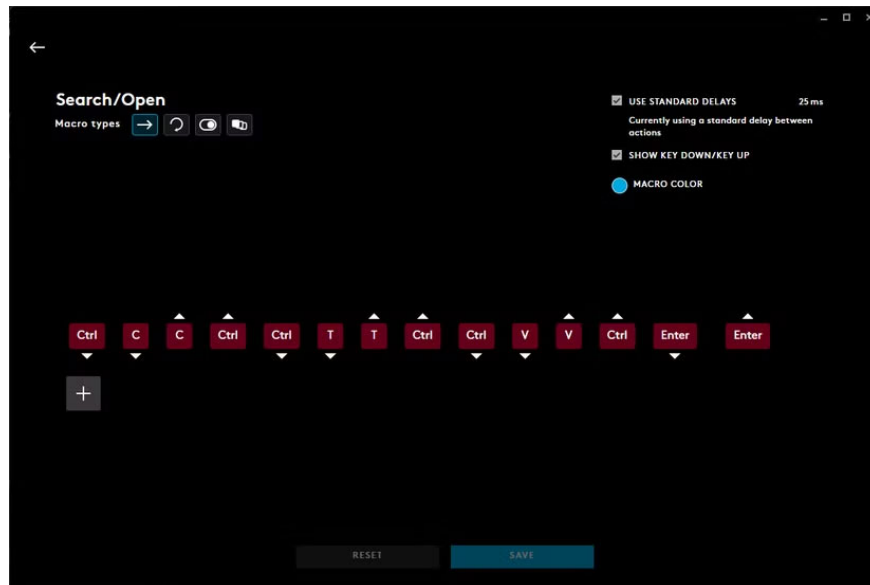 Search/Open
Macro types
USE STANDARD DELAYS 25 ms
Currently using a standard delay between
actions
SHOW KEY DOWN/KEY UP
MACRO COLOR
Ctrl C C Ctrl Ctrl T T Ctrl Ctrl V V Ctrl Enter Enter
RESET SAVE